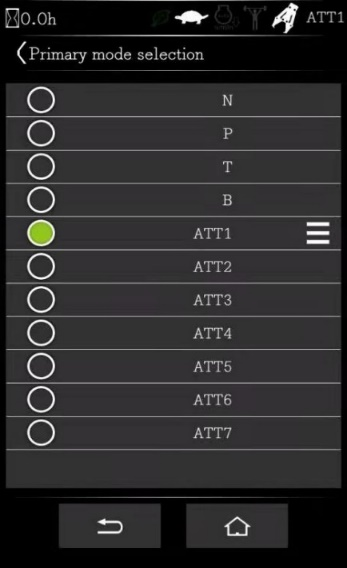 0.0h
ATT1
Primary mode selection
N
P
T
B
ATT1
ATT2
ATT3
ATT4
ATT5
ATT6
ATT7